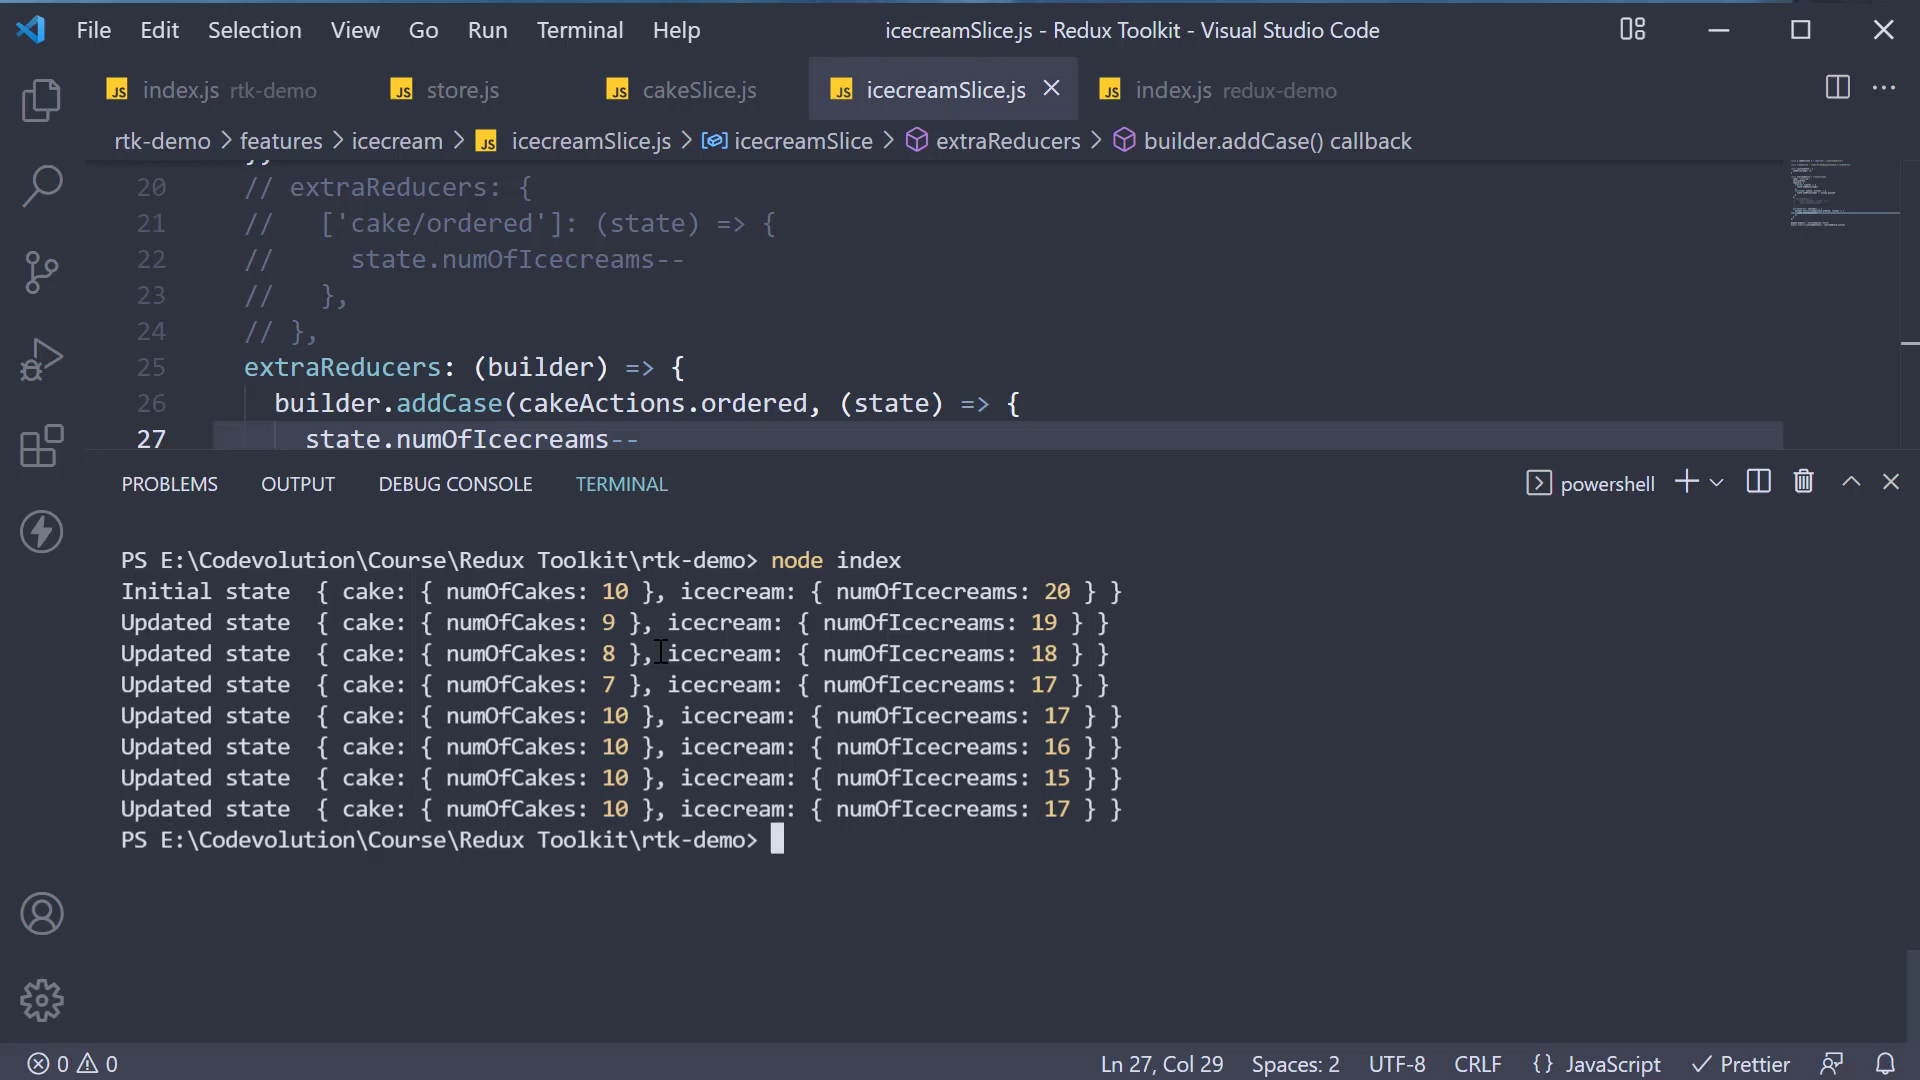 File Edit Selection View Go Run Terminal Help icecreamSlice.js - Redux Toolkit - Visual Studio Code
JS index.js rtk-demo JS store.js JS cakeSlice.js JS icecreamSlice.js JS index.js redux-demo
rtk-demo > features > icecream > JS icecreamSlice.js > icecreamSlice > extraReducers > builder.addCase() callback
20 // extraReducers: {
21 //   ['cake/ordered']: (state) => {
22 //     state.numOfIcecreams--
23 //   },
24 // },
25 extraReducers: (builder) => {
26 builder.addCase(cakeActions.ordered, (state) => {
27 state.numOfIcecreams--
PROBLEMS OUTPUT DEBUG CONSOLE TERMINAL powershell
PS E:\Codevolution\Course\Redux Toolkit\rtk-demo> node index
Initial state  { cake: { numOfCakes: 10 }, icecream: { numOfIcecreams: 20 } }
Updated state  { cake: { numOfCakes: 9 }, icecream: { numOfIcecreams: 19 } }
Updated state  { cake: { numOfCakes: 8 }, icecream: { numOfIcecreams: 18 } }
Updated state  { cake: { numOfCakes: 7 }, icecream: { numOfIcecreams: 17 } }
Updated state  { cake: { numOfCakes: 10 }, icecream: { numOfIcecreams: 17 } }
Updated state  { cake: { numOfCakes: 10 }, icecream: { numOfIcecreams: 16 } }
Updated state  { cake: { numOfCakes: 10 }, icecream: { numOfIcecreams: 15 } }
Updated state  { cake: { numOfCakes: 10 }, icecream: { numOfIcecreams: 17 } }
PS E:\Codevolution\Course\Redux Toolkit\rtk-demo>
0 0 Ln 27, Col 29 Spaces: 2 UTF-8 CRLF {} JavaScript Prettier